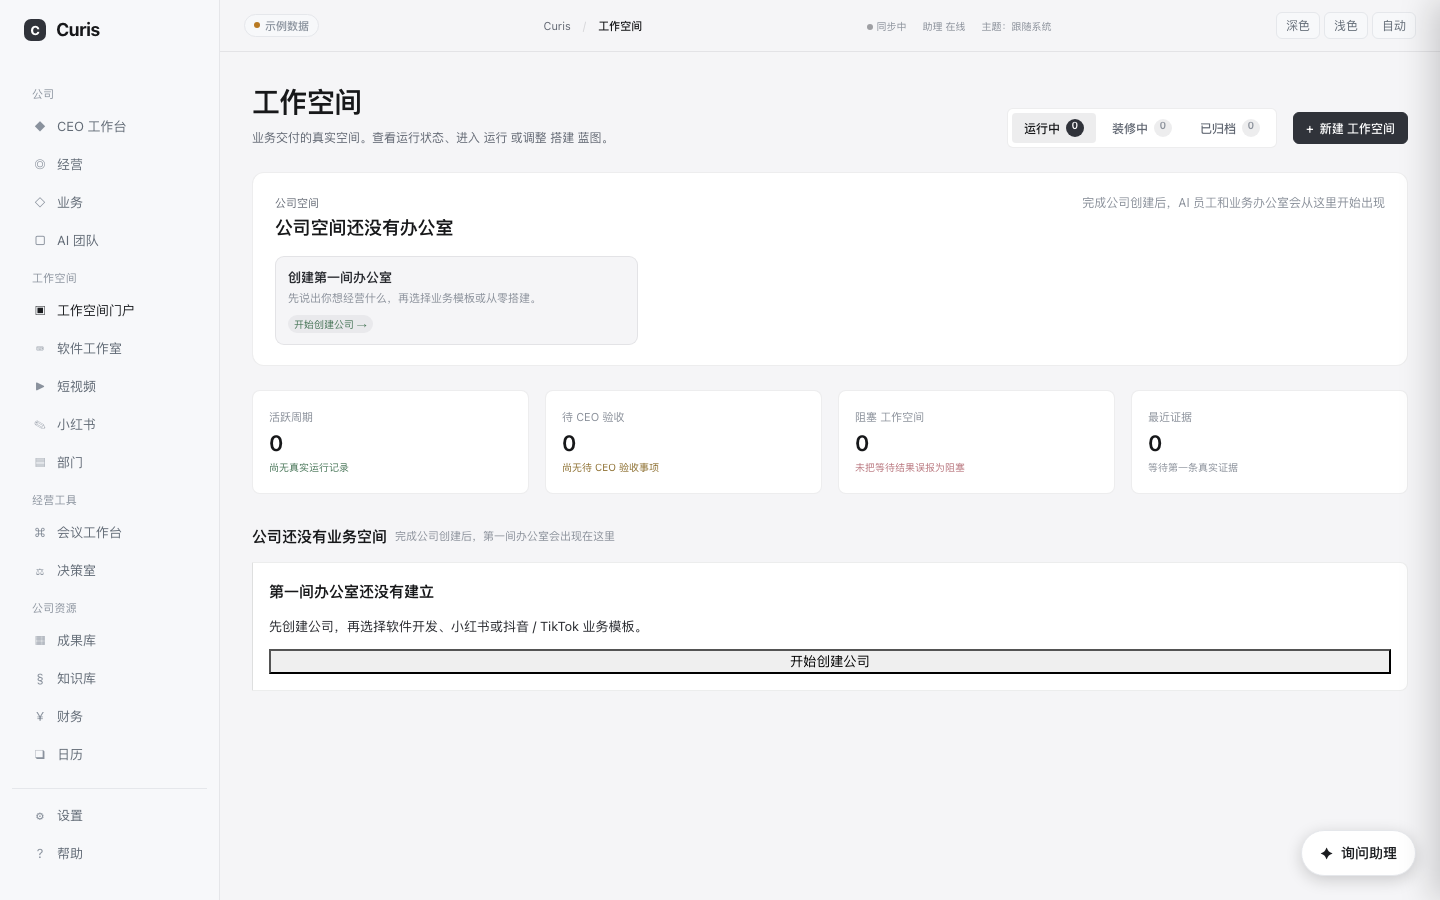 C Curis
公司
CEO 工作台
经营
业务
AI 团队
工作空间
工作空间门户
软件工作室
短视频
小红书
部门
经营工具
会议工作台
决策室
公司资源
成果库
§ 知识库
¥ 财务
日历
设置
? 帮助
示例数据
Curis / 工作空间
同步中 助理 在线 主题：跟随系统
深色 浅色 自动
工作空间
业务交付的真实空间。查看运行状态、进入 运行 或调整 搭建 蓝图。
运行中 0 装修中 0 已归档 0
+ 新建 工作空间
公司空间
公司空间还没有办公室
完成公司创建后，AI 员工和业务办公室会从这里开始出现
创建第一间办公室
先说出你想经营什么，再选择业务模板或从零搭建。
开始创建公司 →
活跃周期
0
尚无真实运行记录
待 CEO 验收
0
尚无待 CEO 验收事项
阻塞 工作空间
0
未把等待结果误报为阻塞
最近证据
0
等待第一条真实证据
公司还没有业务空间 完成公司创建后，第一间办公室会出现在这里
第一间办公室还没有建立
先创建公司，再选择软件开发、小红书或抖音 / TikTok 业务模板。
开始创建公司
询问助理